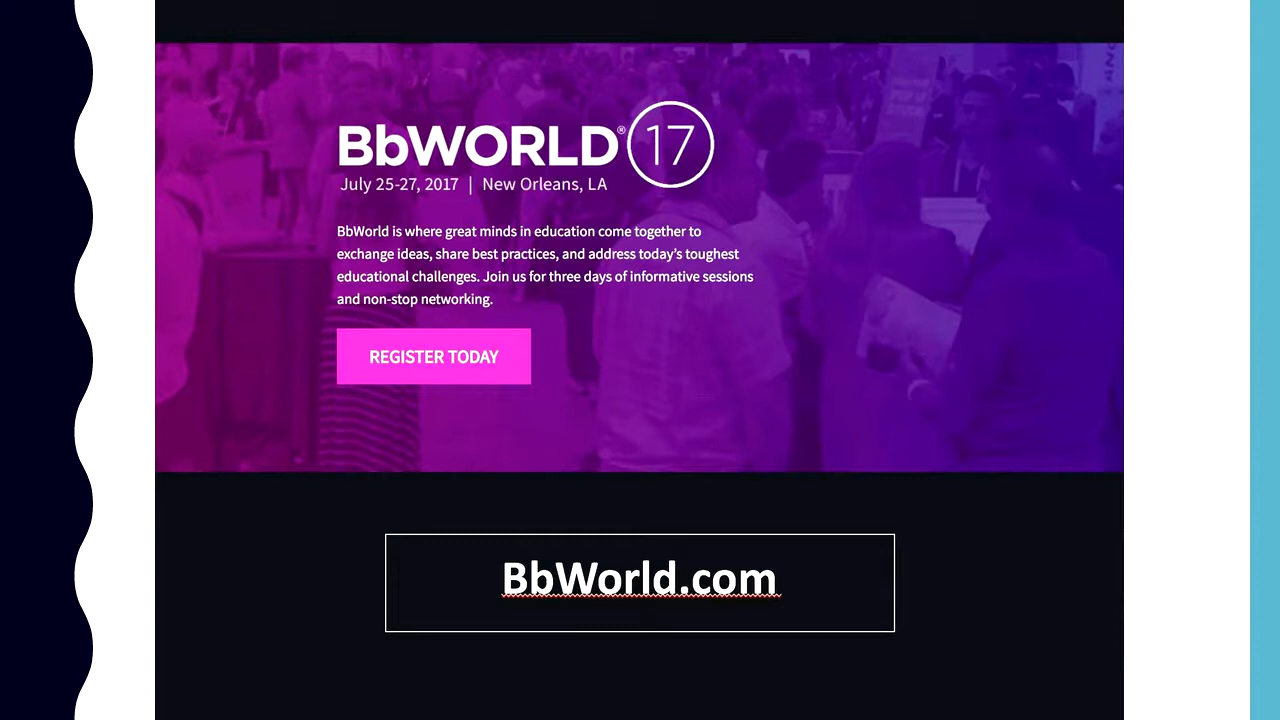 BbWORLD® 17
July 25-27, 2017 | New Orleans, LA
BbWorld is where great minds in education come together to
exchange ideas, share best practices, and address today's toughest
educational challenges. Join us for three days of informative sessions
and non-stop networking.
REGISTER TODAY
BbWorld.com